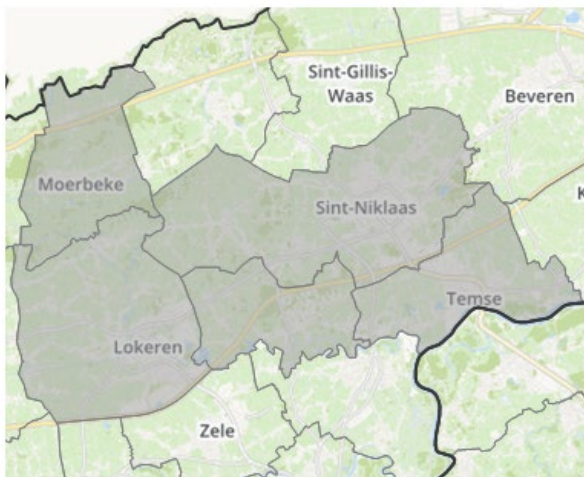 Sint-Gillis-
Waas
Beveren
Moerbeke
K
Sint-Niklaas
Temse
Lokeren
Zele